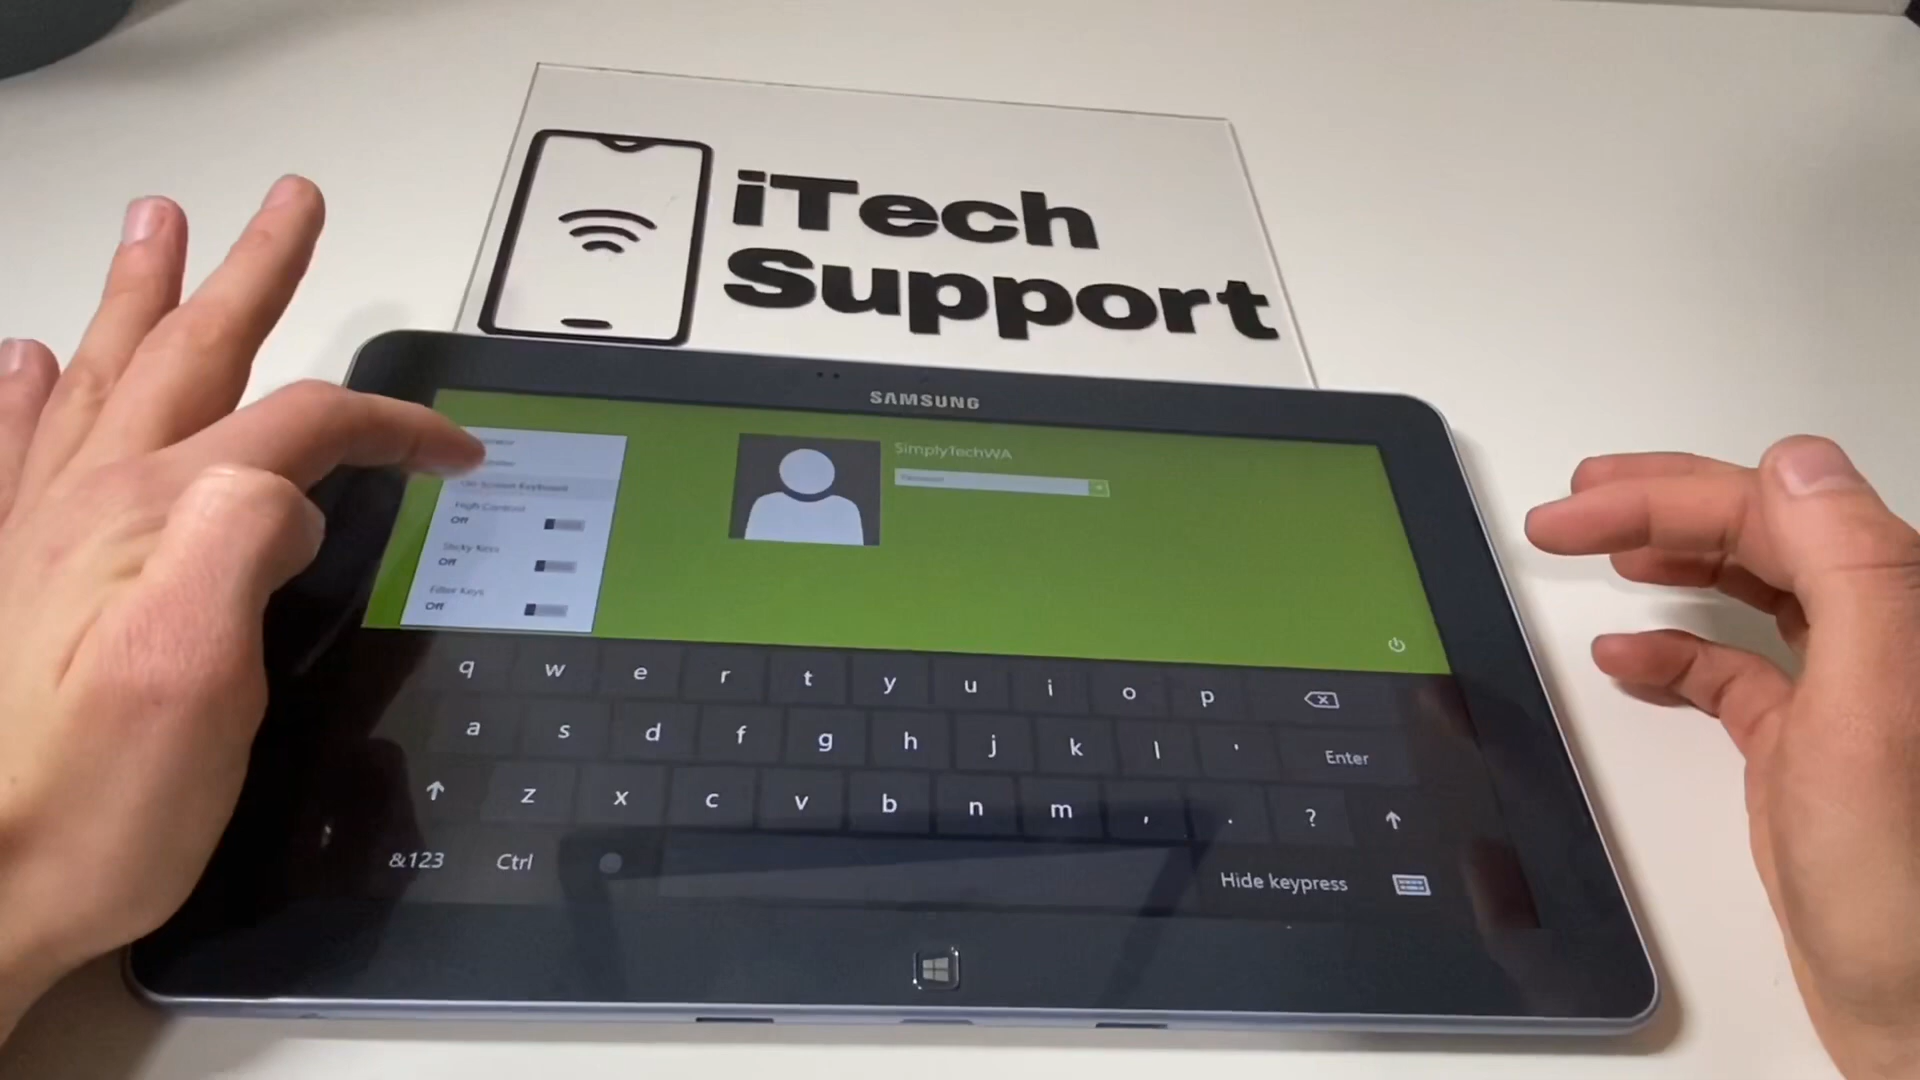 iTech
Support
SAMSUNG
SimplyTechWA
On-Screen Keyboard
High Contrast
Off
Sticky Keys
Off
Filter Keys
Off
q w e r t y u i o p
a s d f g h j k l ' Enter
z x c v b n m , . ?
&123 Ctrl Hide keypress